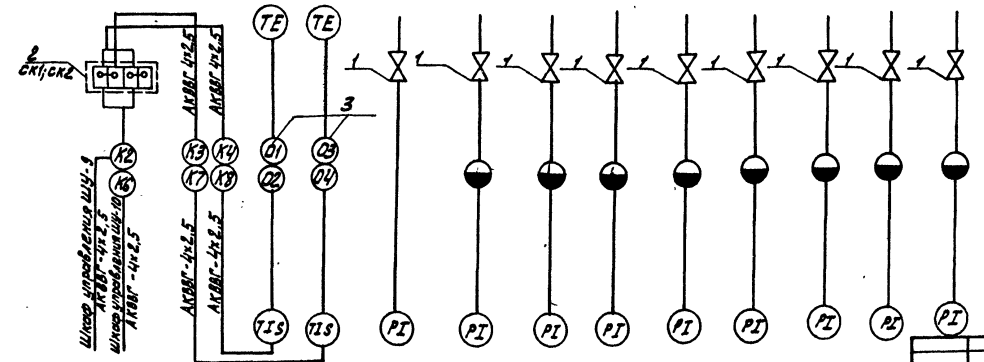 2
СК1;СК2
TE
TE
1
1
1
1
1
1
1
1
1
АКВВГ 4х2,5
АКВВГ 4х2,5
3
К2
К6
К3
К7
К4
К8
01
02
03
04
Шкаф управления ШУ-9
АКВВГ-4х2,5
Шкаф управления ШУ-10
АКВВГ-4х2,5
АКВВГ-4х2,5
АКВВГ-4х2,5
TIS
TIS
PI
PI
PI
PI
PI
PI
PI
PI
PI